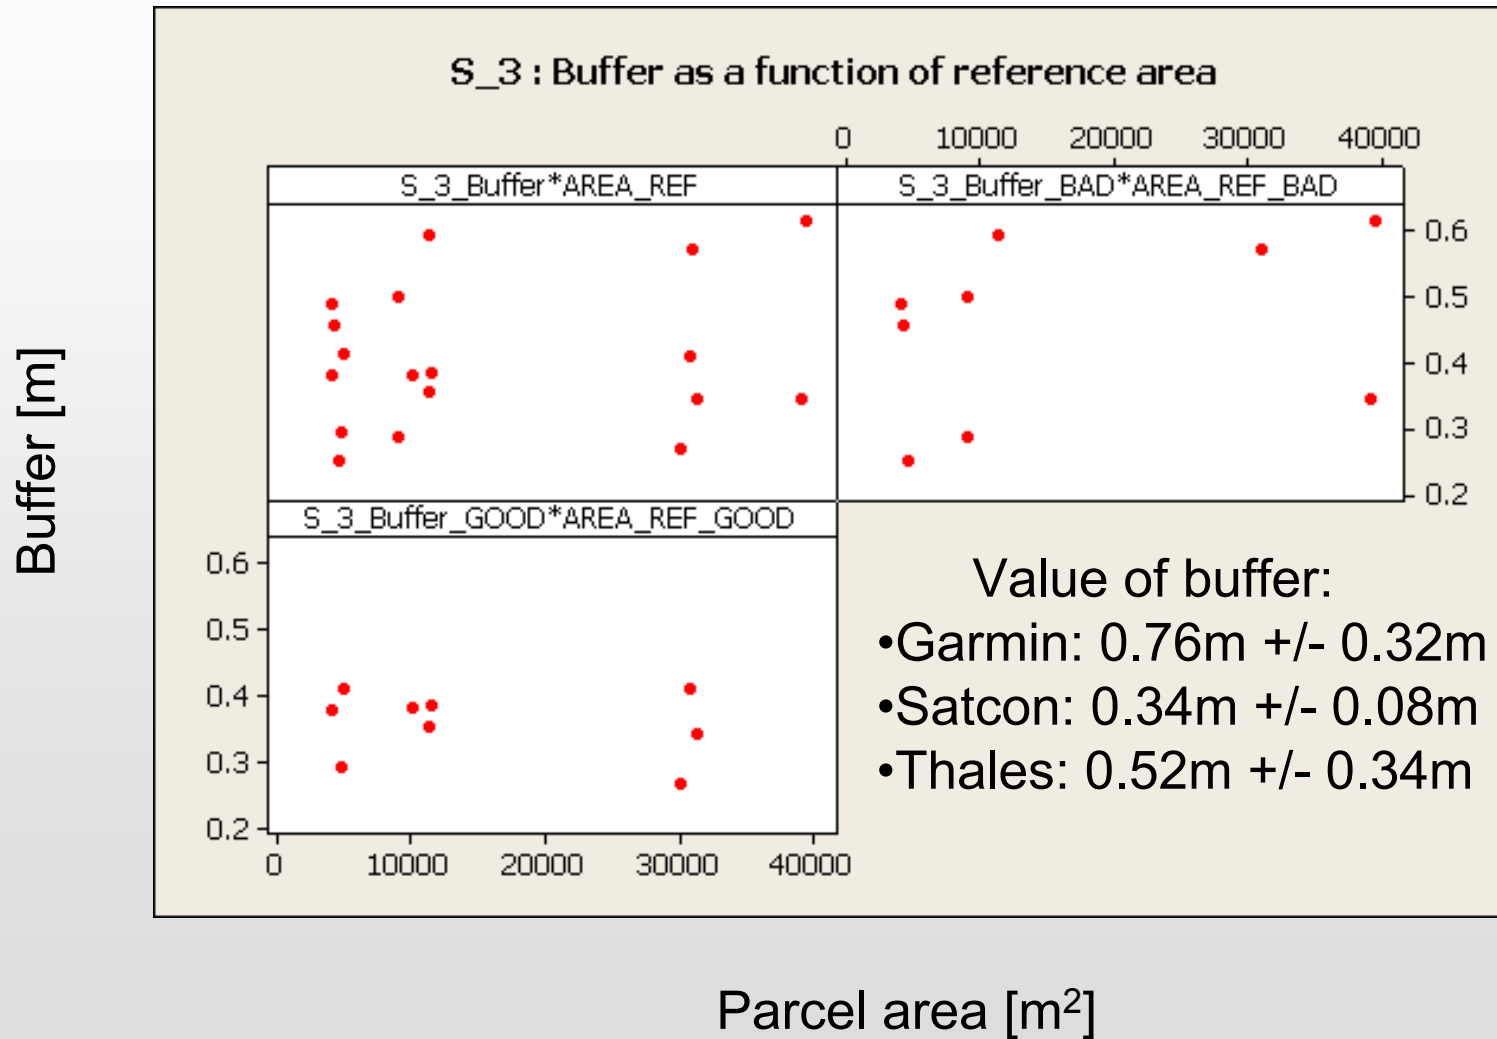 S_3 : Buffer as a function of reference area
0 10000 20000 30000 40000
S_3_Buffer*AREA_REF
S_3_Buffer_BAD*AREA_REF_BAD
0.6
0.5
0.4
0.3
0.2
Buffer [m]
S_3_Buffer_GOOD*AREA_REF_GOOD
0.6
0.5
0.4
0.3
0.2
0 10000 20000 30000 40000
Value of buffer:
•Garmin: 0.76m +/- 0.32m
•Satcon: 0.34m +/- 0.08m
•Thales: 0.52m +/- 0.34m
Parcel area [m²]